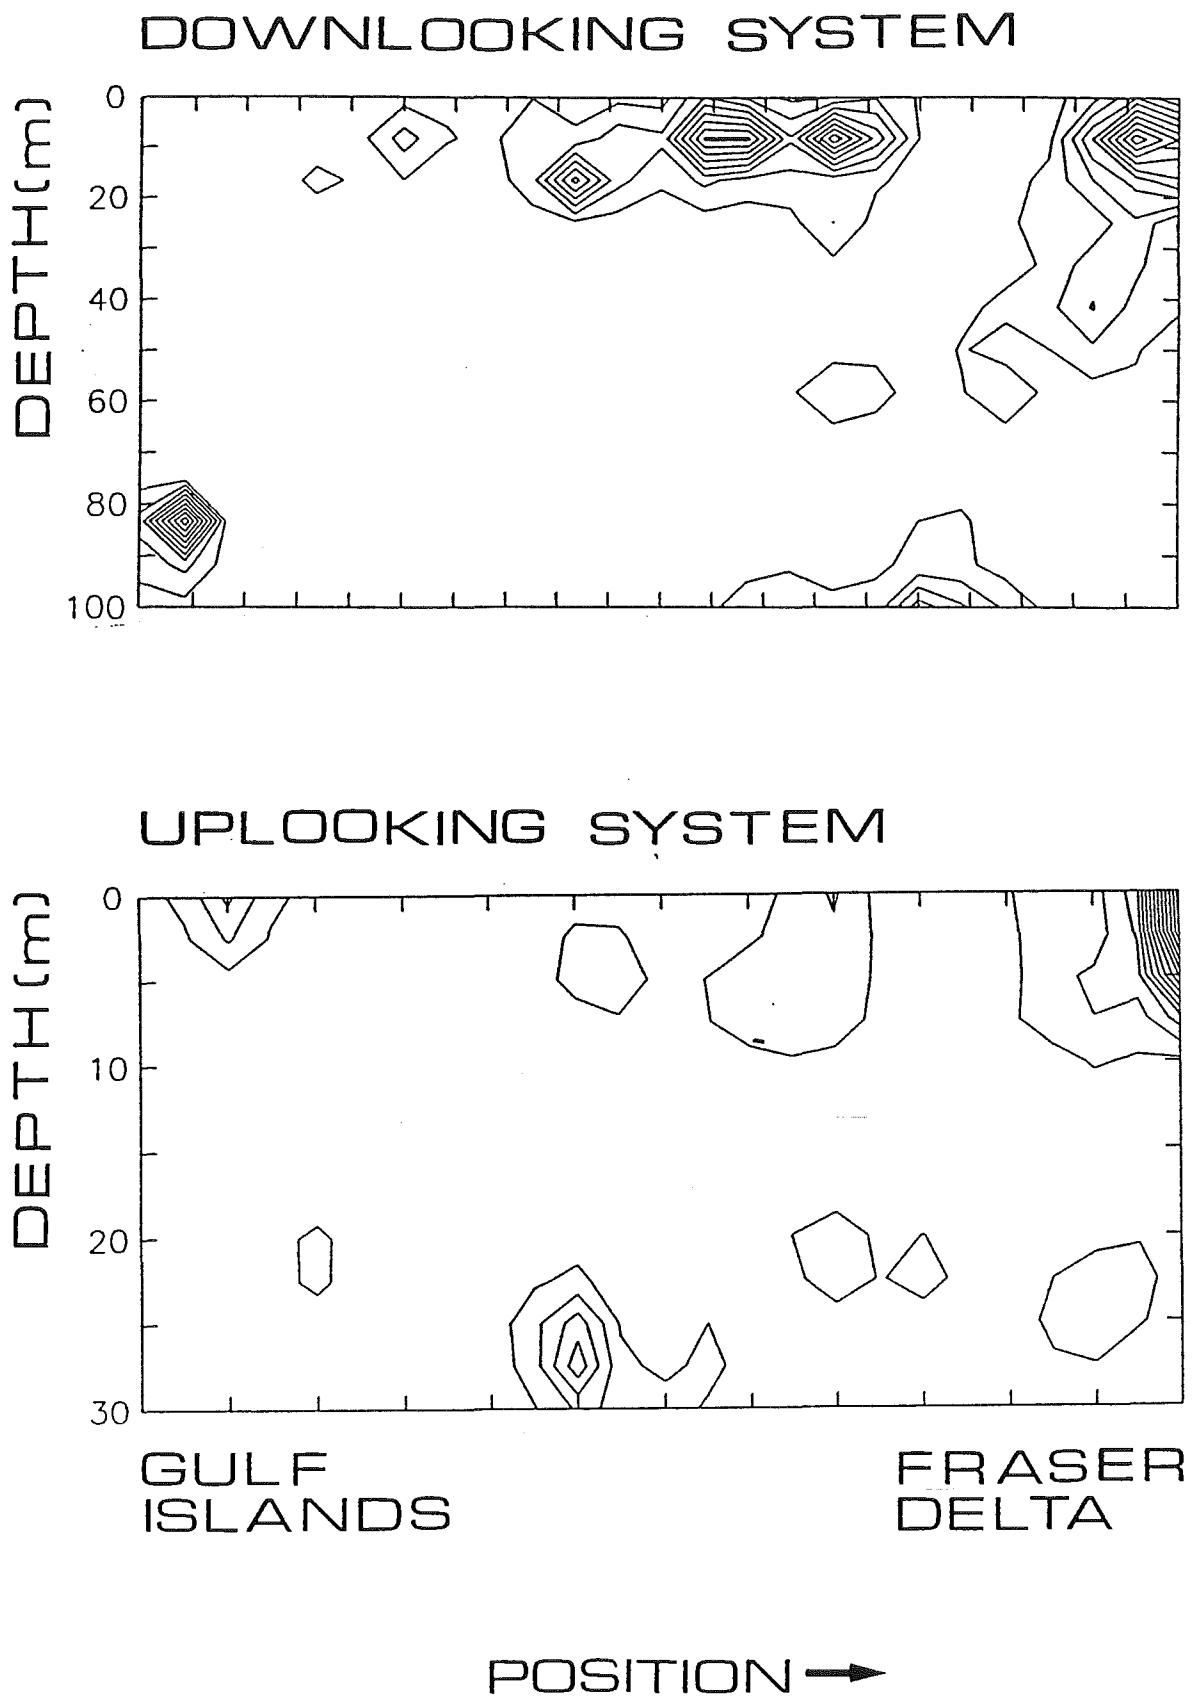 DOWNLOOKING SYSTEM
DEPTH(m)
0
20
40
60
80
100
UPLOOKING SYSTEM
DEPTH(m)
0
10
20
30
GULF
ISLANDS
FRASER
DELTA
POSITION